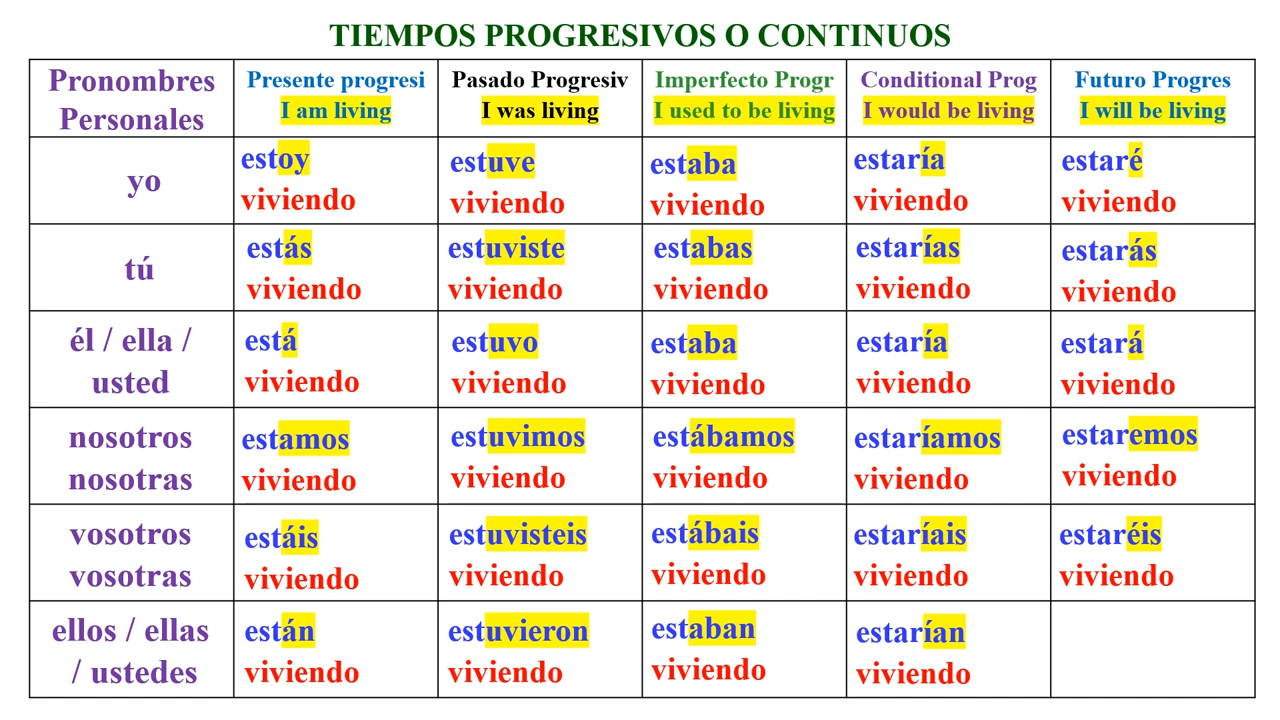 TIEMPOS PROGRESIVOS O CONTINUOS
Pronombres
Personales
Presente progresi
I am living
Pasado Progresiv
I was living
Imperfecto Progr
I used to be living
Conditional Prog
I would be living
Futuro Progres
I will be living
yo
estoy
viviendo
estuve
viviendo
estaba
viviendo
estaría
viviendo
estaré
viviendo
tú
estás
viviendo
estuviste
viviendo
estabas
viviendo
estarías
viviendo
estarás
viviendo
él / ella /
usted
está
viviendo
estuvo
viviendo
estaba
viviendo
estaría
viviendo
estará
viviendo
nosotros
nosotras
estamos
viviendo
estuvimos
viviendo
estábamos
viviendo
estaríamos
viviendo
estaremos
viviendo
vosotros
vosotras
estáis
viviendo
estuvisteis
viviendo
estábais
viviendo
estaríais
viviendo
estaréis
viviendo
ellos / ellas
/ ustedes
están
viviendo
estuvieron
viviendo
estaban
viviendo
estarían
viviendo